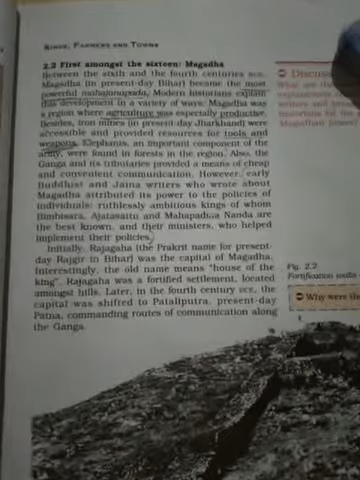 KINGS, FARMERS AND TOWNS
2.2 First amongst the sixteen: Magadha
Between the sixth and the fourth centuries BCE,
Magadha (in present-day Bihar) became the most
powerful mahajanapada. Modern historians explain
this development in a variety of ways: Magadha was
a region where agriculture was especially productive.
Besides, iron mines (in present-day Jharkhand) were
accessible and provided resources for tools and
weapons. Elephants, an important component of the
army, were found in forests in the region. Also, the
Ganga and its tributaries provided a means of cheap
and convenient communication. However, early
Buddhist and Jaina writers who wrote about
Magadha attributed its power to the policies of
individuals: ruthlessly ambitious kings of whom
Bimbisara, Ajatasattu and Mahapadma Nanda are
the best known, and their ministers, who helped
implement their policies.
Initially, Rajagaha (the Prakrit name for present-
day Rajgir in Bihar) was the capital of Magadha.
Interestingly, the old name means "house of the
king". Rajagaha was a fortified settlement, located
amongst hills. Later, in the fourth century BCE, the
capital was shifted to Pataliputra, present-day
Patna, commanding routes of communication along
the Ganga.
Discuss
What are the
explanations
writers and
Magadhan power
Fig. 2.2
Fortification walls
Why were the